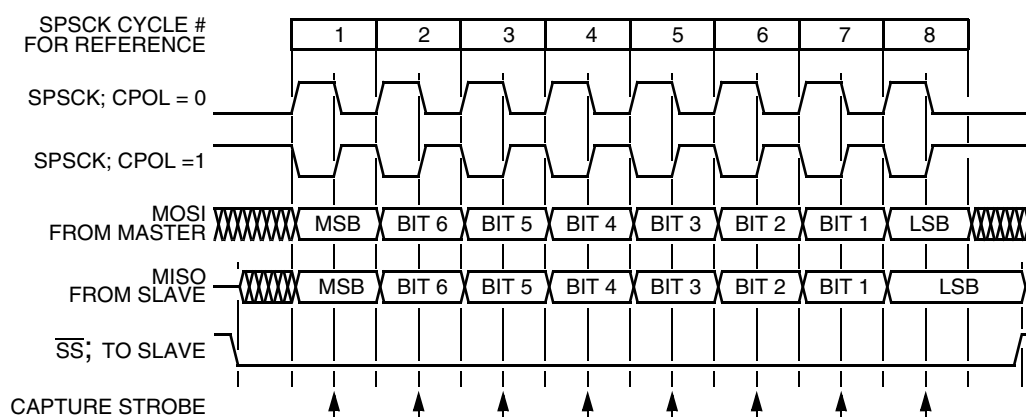 SPSCK CYCLE #
FOR REFERENCE
1 2 3 4 5 6 7 8
SPSCK; CPOL = 0
SPSCK; CPOL =1
MOSI
FROM MASTER
MSB BIT 6 BIT 5 BIT 4 BIT 3 BIT 2 BIT 1 LSB
MISO
FROM SLAVE
MSB BIT 6 BIT 5 BIT 4 BIT 3 BIT 2 BIT 1 LSB
SS; TO SLAVE
CAPTURE STROBE